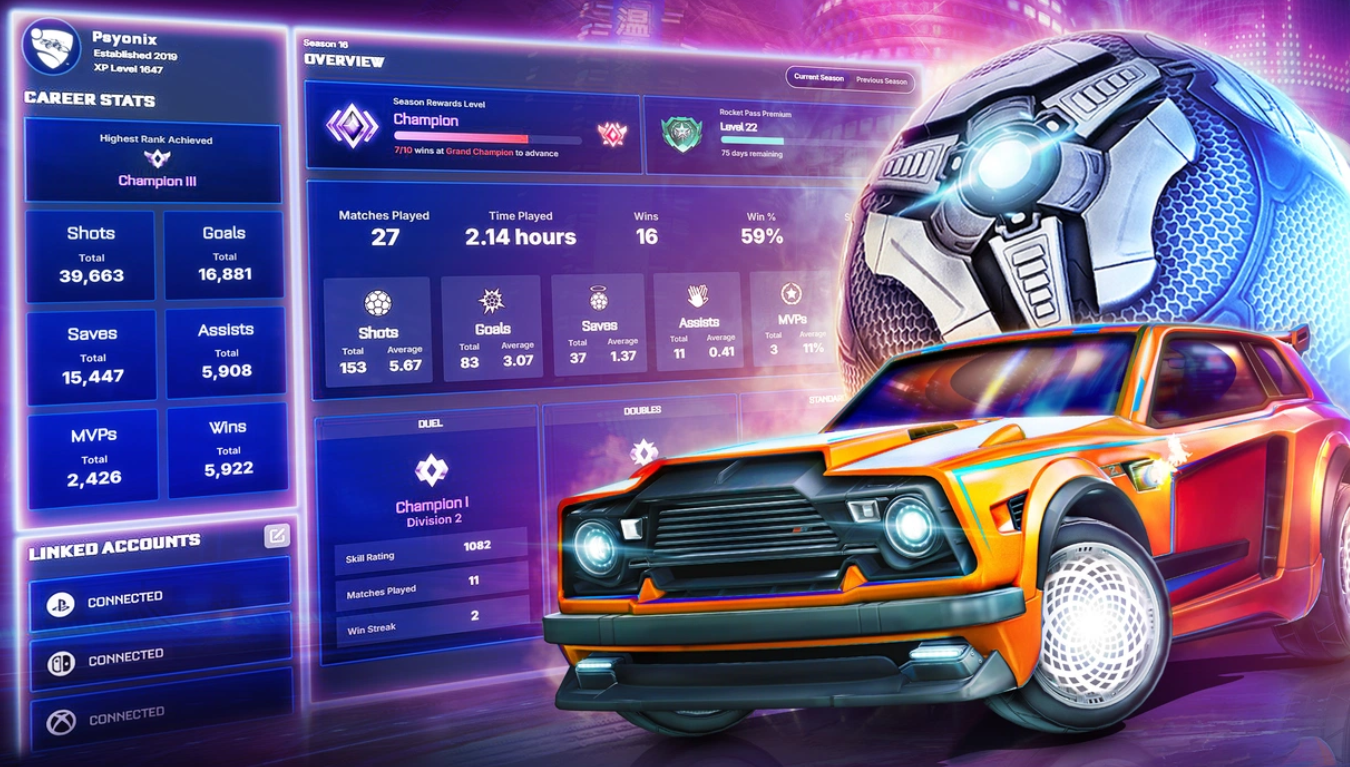 Psyonix
Established 2019
XP Level 1647
CAREER STATS
Highest Rank Achieved
Champion III
Shots
Total
39,663
Goals
Total
16,881
Saves
Total
15,447
Assists
Total
5,908
MVPs
Total
2,426
Wins
Total
5,922
LINKED ACCOUNTS
CONNECTED
CONNECTED
CONNECTED
Season 16
OVERVIEW
Current Season Previous Season
Season Rewards Level
Champion
7/10 wins at Grand Champion to advance
Rocket Pass Premium
Level 22
75 days remaining
Matches Played
27
Time Played
2.14 hours
Wins
16
Win %
59%
Shots
Total Average
153 5.67
Goals
Total Average
83 3.07
Saves
Total Average
37 1.37
Assists
Total Average
11 0.41
MVPs
Total Average
3 11%
DUEL
Champion I
Division 2
Skill Rating 1082
Matches Played 11
Win Streak 2
DOUBLES